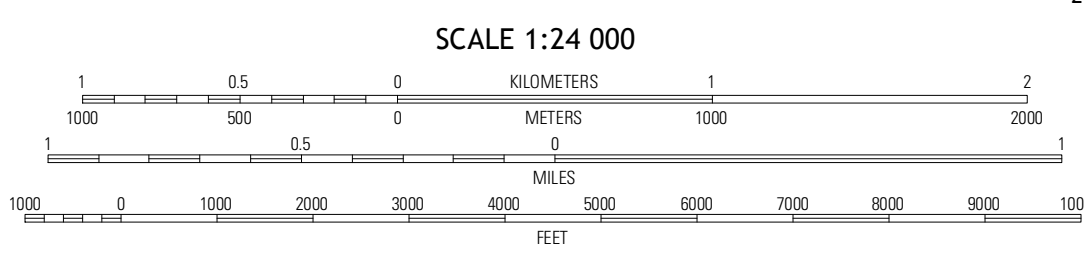 SCALE 1:24 000
1 0.5 0 KILOMETERS 1 2
1000 500 0 METERS 1000 2000
1 0.5 0 1
MILES
1000 0 1000 2000 3000 4000 5000 6000 7000 8000 9000 100
FEET